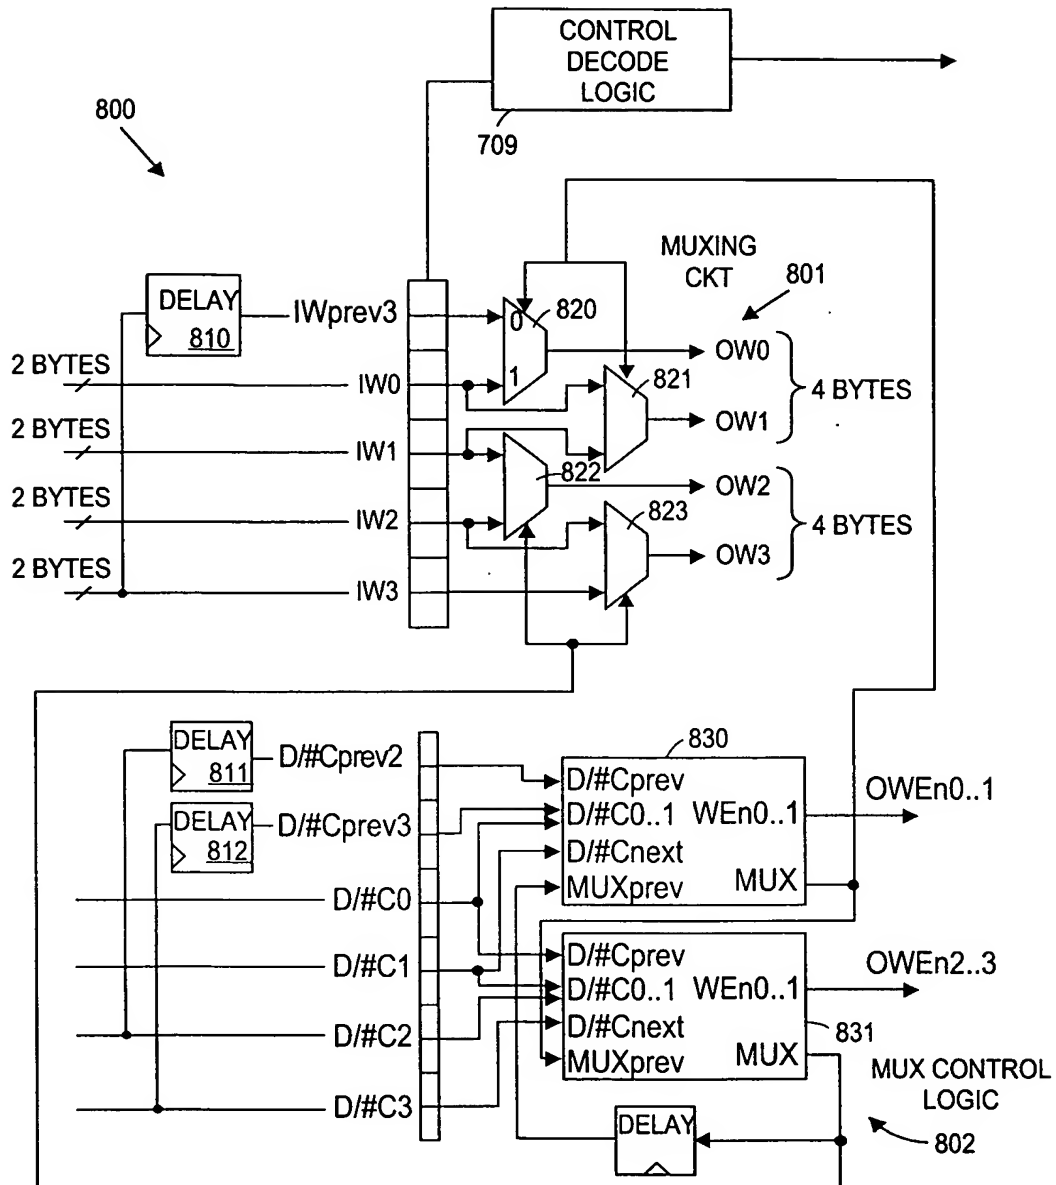 CONTROL
DECODE
LOGIC
709
800
MUXING
CKT
801
DELAY
810
IWprev3
0
820
OW0
2 BYTES
IW0
1
821
4 BYTES
OW1
2 BYTES
IW1
822
OW2
2 BYTES
IW2
823
4 BYTES
OW3
2 BYTES
IW3
DELAY
811
D/#Cprev2
830
D/#Cprev
OWEn0..1
DELAY
812
D/#Cprev3
D/#C0..1 WEn0..1
D/#Cnext
MUXprev MUX
D/#C0
D/#Cprev
OWEn2..3
D/#C1
D/#C0..1 WEn0..1
D/#Cnext
831
D/#C2
MUXprev MUX
MUX CONTROL
LOGIC
802
D/#C3
DELAY